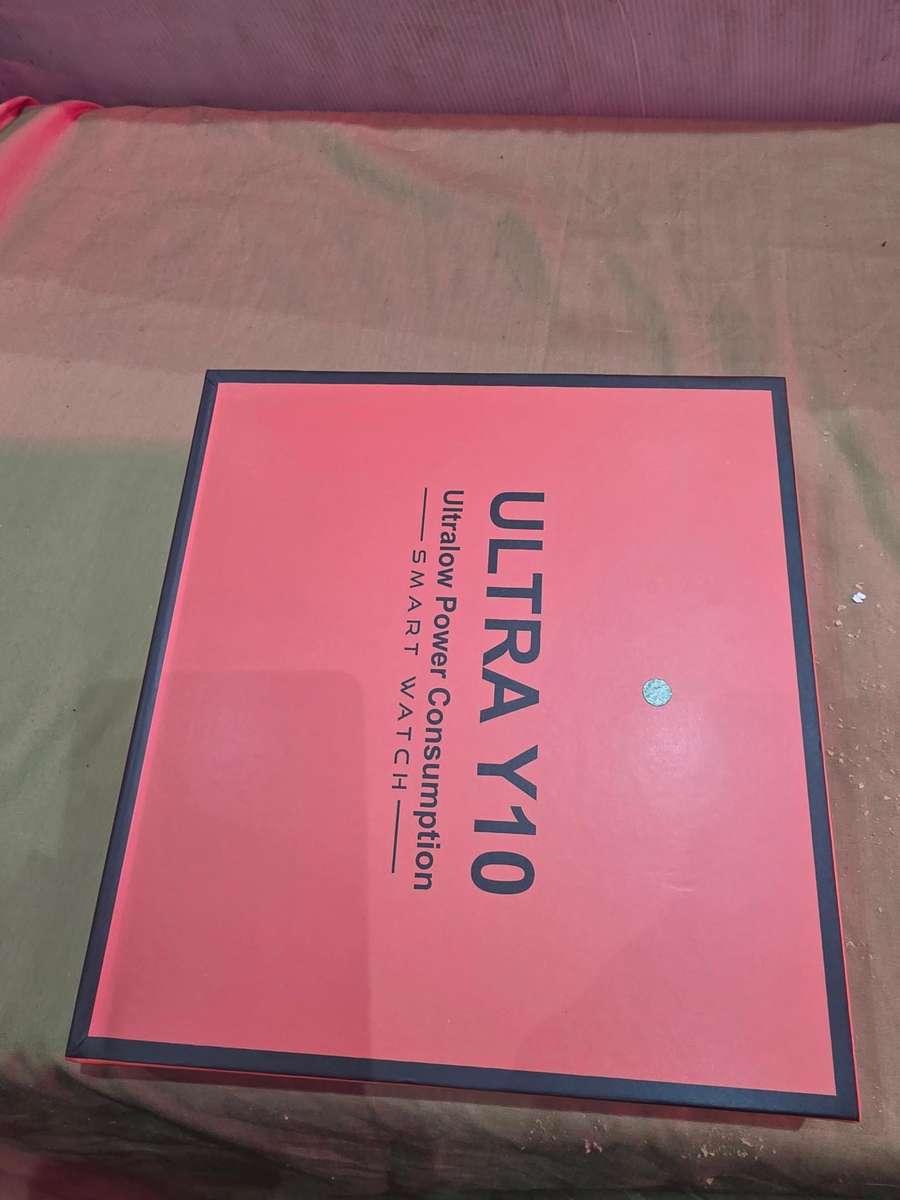 ULTRA Y10
Ultralow Power Consumption
SMART WATCH